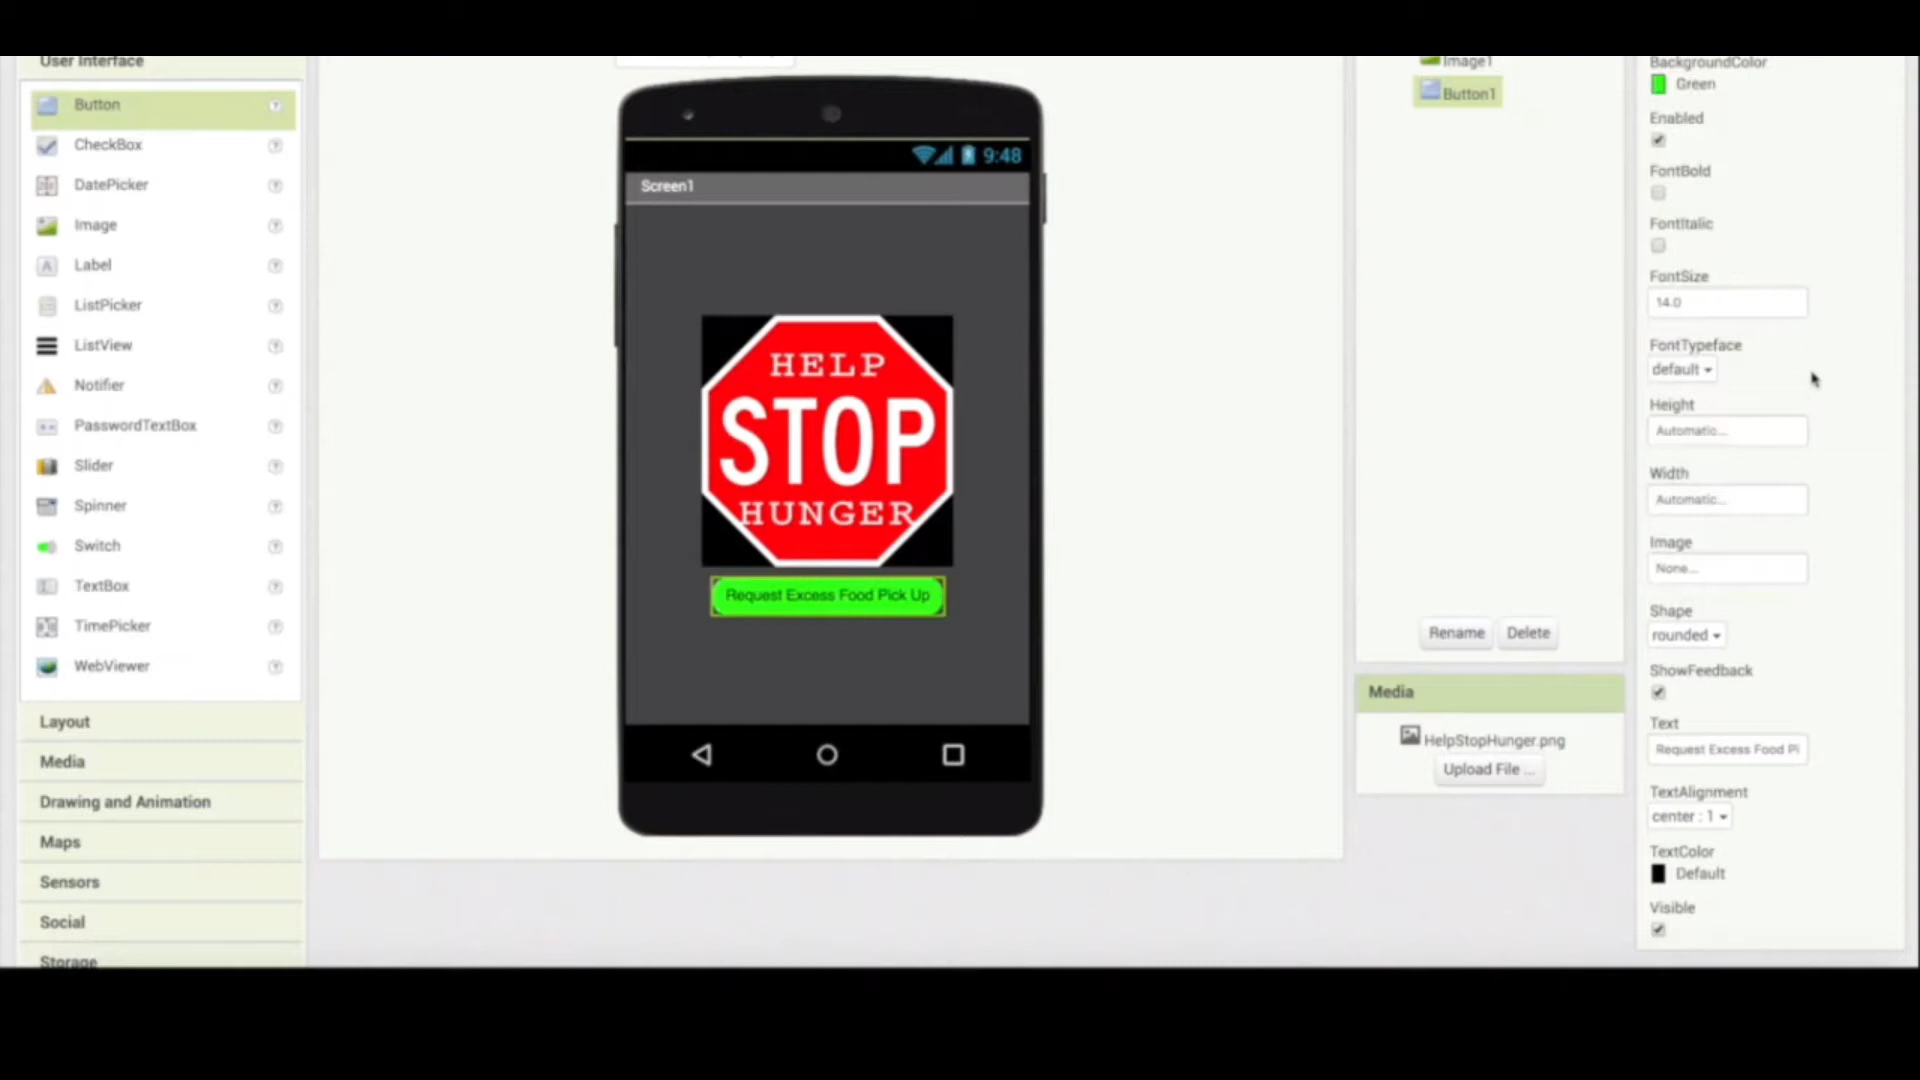 User Interface
Button
CheckBox
DatePicker
Image
Label
ListPicker
ListView
Notifier
PasswordTextBox
Slider
Spinner
Switch
TextBox
TimePicker
WebViewer
Layout
Media
Drawing and Animation
Maps
Sensors
Social
Storage
9:48
Screen1
HELP
STOP
HUNGER
Request Excess Food Pick Up
Image1
Button1
Rename Delete
Media
HelpStopHunger.png
Upload File ...
BackgroundColor
Green
Enabled
FontBold
FontItalic
FontSize
14.0
FontTypeface
default
Height
Automatic...
Width
Automatic...
Image
None...
Shape
rounded
ShowFeedback
Text
Request Excess Food Pi
TextAlignment
center : 1
TextColor
Default
Visible